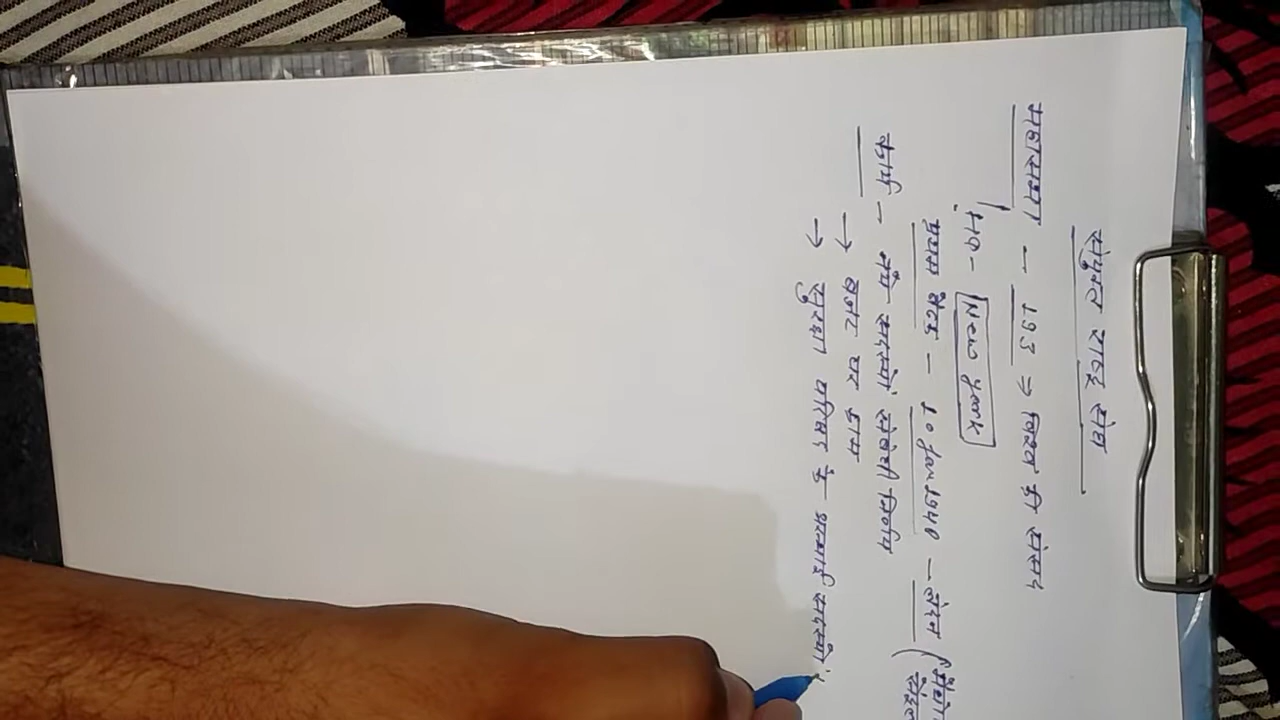 संयुक्त राष्ट्र संघ
महासभा - 193 ⇒ विश्व की संसद
HQ- New York
प्रथम बैठक - 10 Jan 1946 - लंदन (
कार्य - नये सदस्यों संबंधी निर्णय
→ बजट पर काम
→ सुरक्षा परिषद के अस्थाई सदस्यों